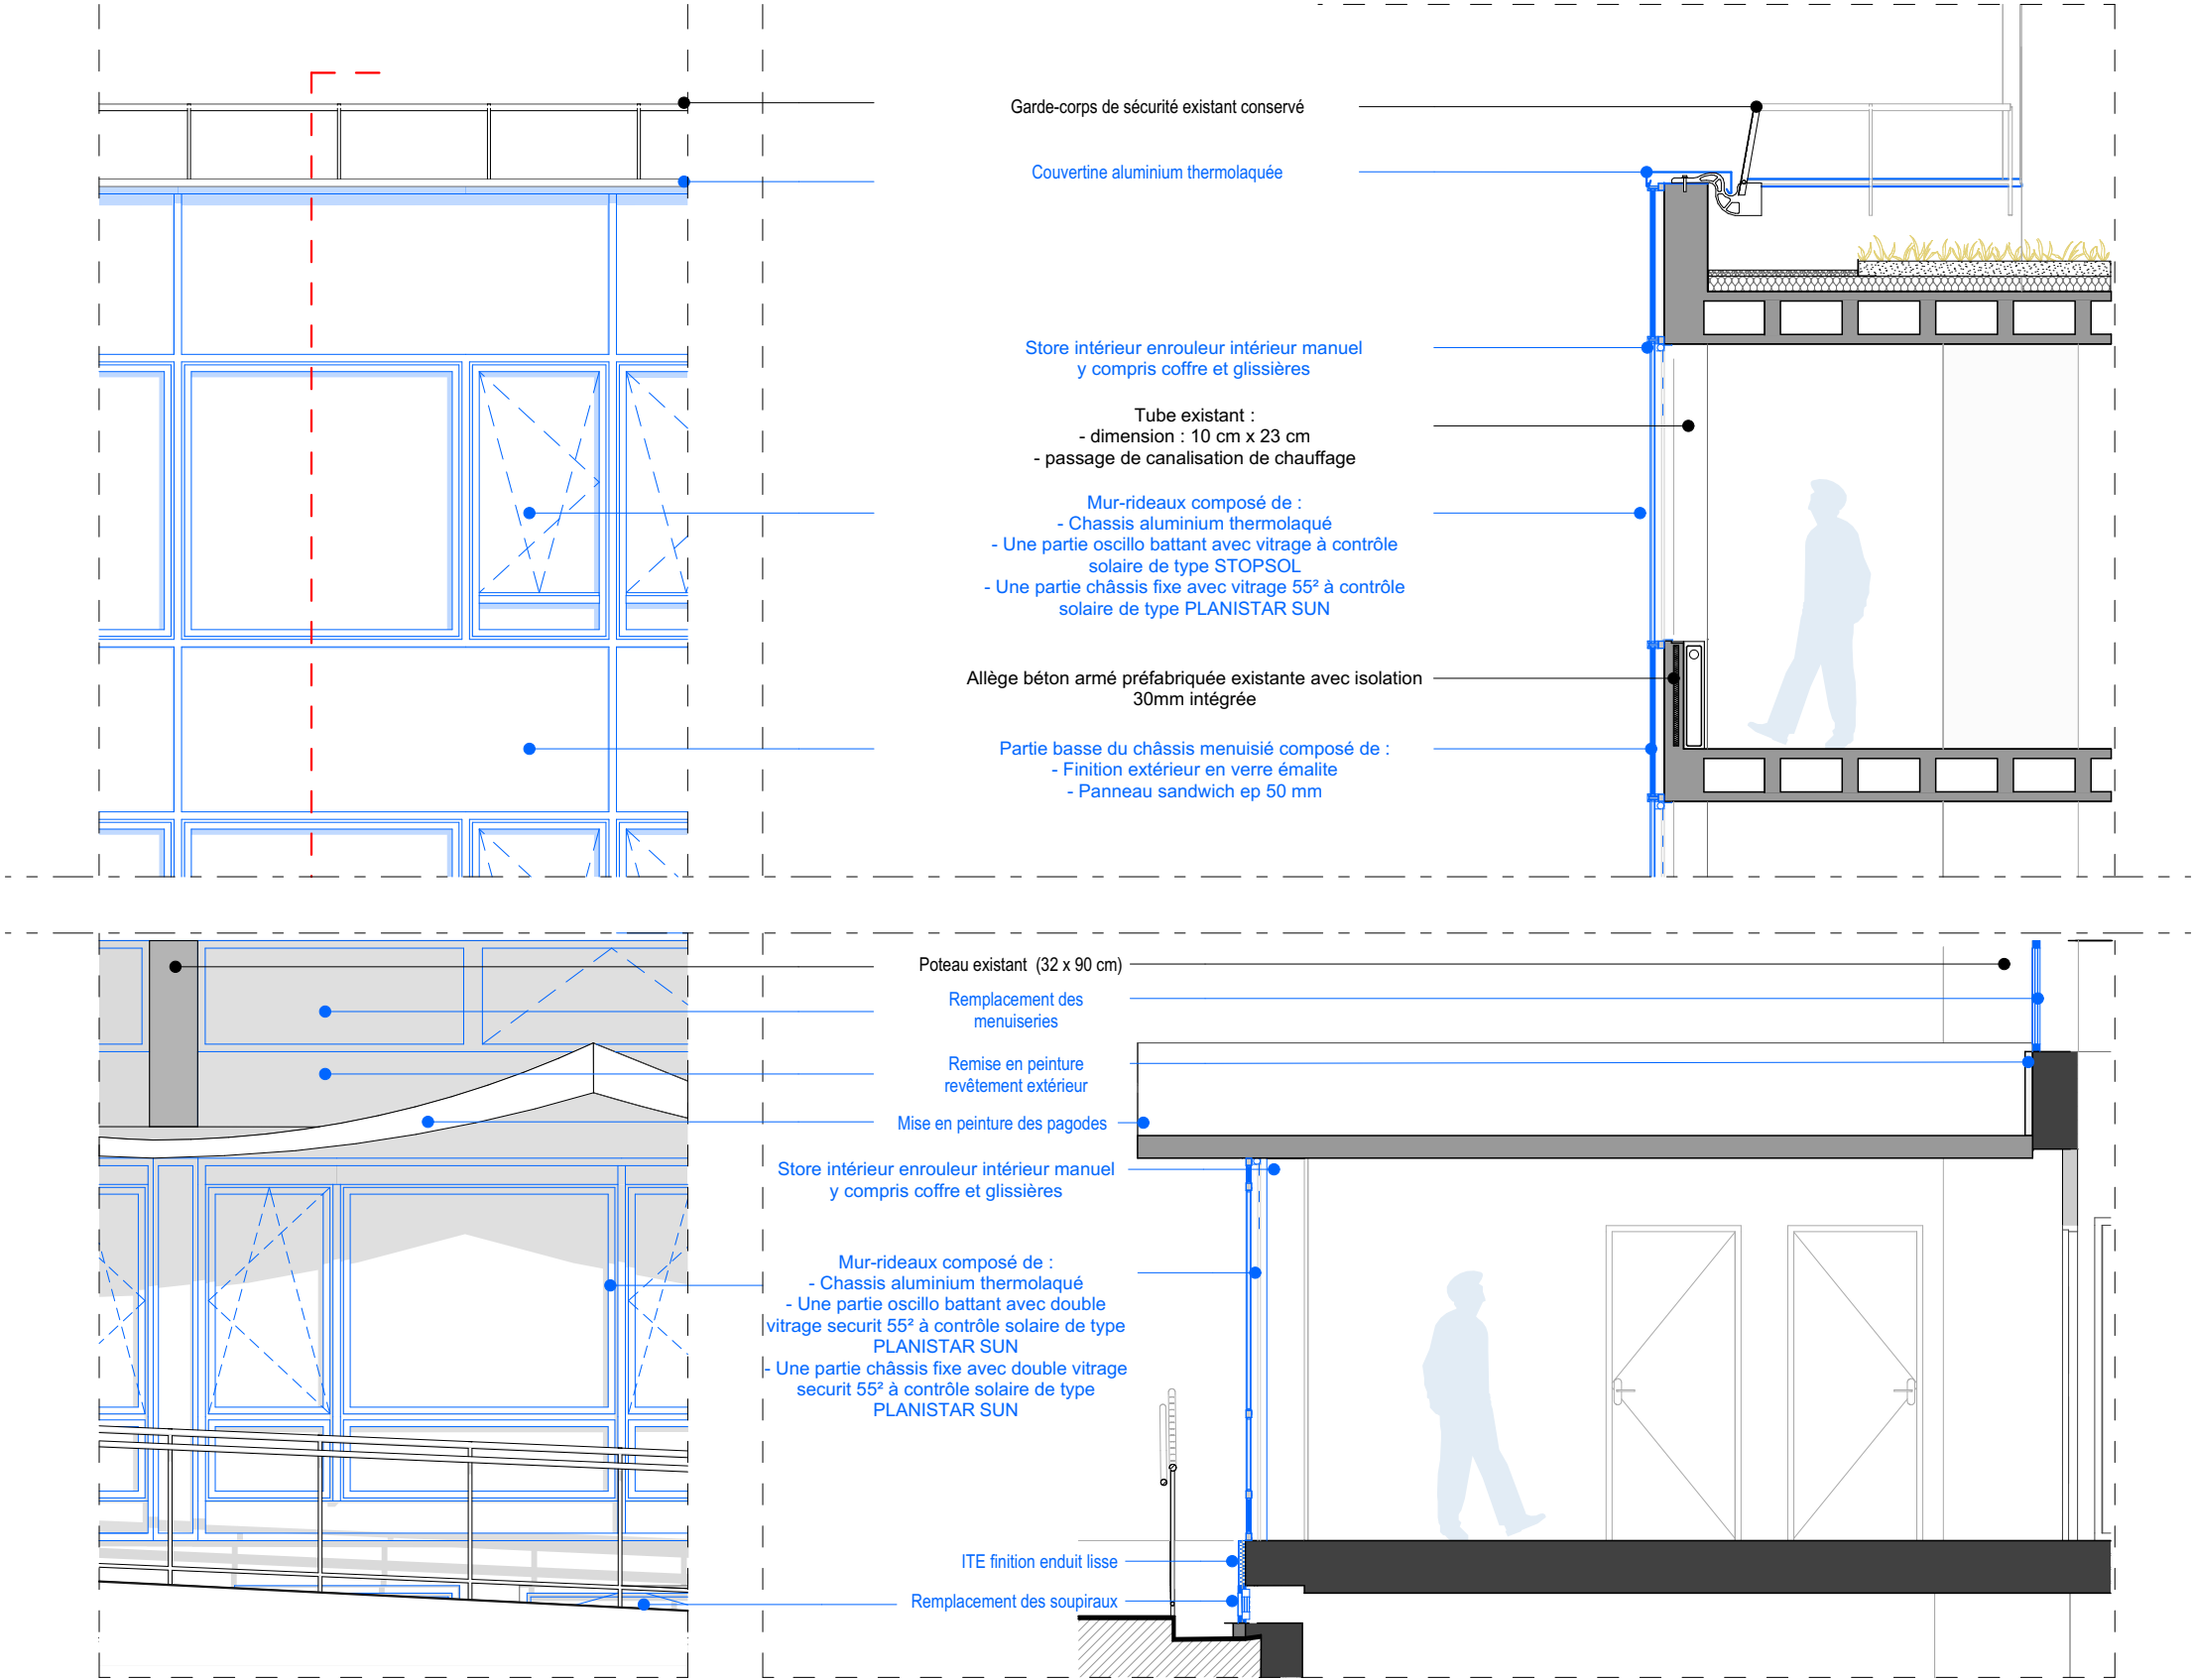 Garde-corps de sécurité existant conservé
Couvertine aluminium thermolaquée
Store intérieur enrouleur intérieur manuel
y compris coffre et glissières
Tube existant :
- dimension : 10 cm x 23 cm
- passage de canalisation de chauffage
Mur-rideaux composé de :
- Chassis aluminium thermolaqué
- Une partie oscillo battant avec vitrage à contrôle
solaire de type STOPSOL
- Une partie châssis fixe avec vitrage 55² à contrôle
solaire de type PLANISTAR SUN
Allège béton armé préfabriquée existante avec isolation
30mm intégrée
Partie basse du châssis menuisié composé de :
- Finition extérieur en verre émalite
- Panneau sandwich ep 50 mm
Poteau existant (32 x 90 cm)
Remplacement des
menuiseries
Remise en peinture
revêtement extérieur
Mise en peinture des pagodes
Store intérieur enrouleur intérieur manuel
y compris coffre et glissières
Mur-rideaux composé de :
- Chassis aluminium thermolaqué
- Une partie oscillo battant avec double
vitrage securit 55² à contrôle solaire de type
PLANISTAR SUN
- Une partie châssis fixe avec double vitrage
securit 55² à contrôle solaire de type
PLANISTAR SUN
ITE finition enduit lisse
Remplacement des soupiraux